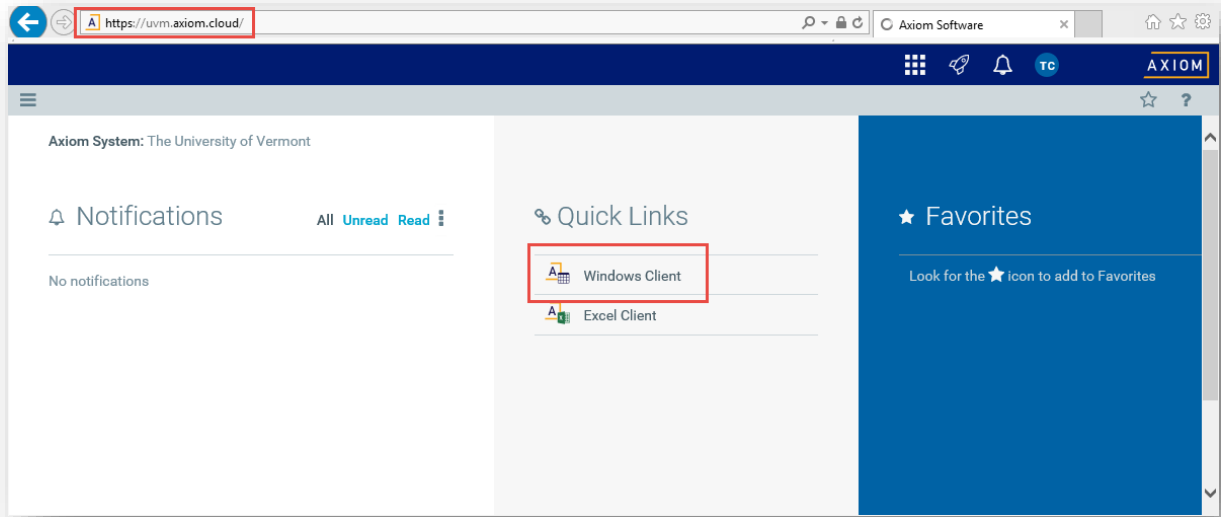 https://uvm.axiom.cloud/
Axiom Software
TC
AXIOM
?
Axiom System: The University of Vermont
Notifications
All Unread Read
No notifications
Quick Links
Windows Client
Excel Client
Favorites
Look for the icon to add to Favorites